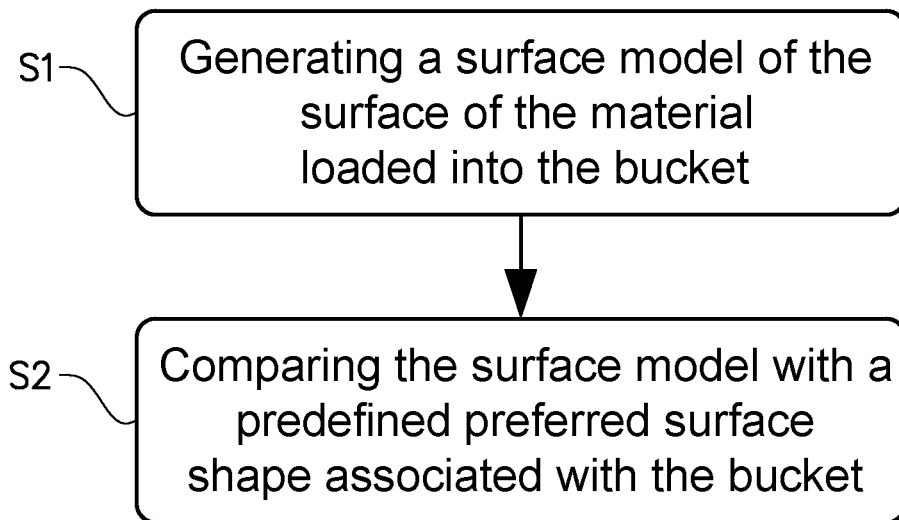 S1
Generating a surface model of the
surface of the material
loaded into the bucket
S2
Comparing the surface model with a
predefined preferred surface
shape associated with the bucket